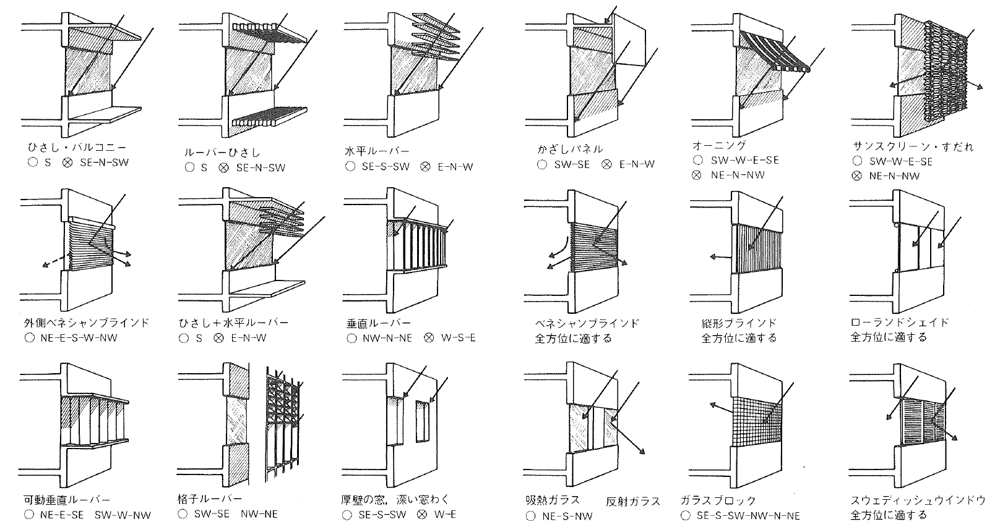 ひさし・バルコニー
○ S ⊗ SE-N-SW
ルーバーひさし
○ S ⊗ SE-N-SW
水平ルーバー
○ SE-S-SW ⊗ E-N-W
かざしパネル
○ SW-SE ⊗ E-N-W
オーニング
○ SW-W-E-SE
⊗ NE-N-NW
サンスクリーン・すだれ
○ SW-W-E-SE
⊗ NE-N-NW
外側ベネシャンブラインド
○ NE-E-S-W-NW
ひさし+水平ルーバー
○ S ⊗ E-N-W
垂直ルーバー
○ NW-N-NE ⊗ W-S-E
ベネシャンブラインド
全方位に適する
縦形ブラインド
全方位に適する
ローランドシェイド
全方位に適する
可動垂直ルーバー
○ NE-E-SE SW-W-NW
格子ルーバー
○ SW-SE NW-NE
厚壁の窓,深い窓わく
○ SE-S-SW ⊗ W-E
吸熱ガラス 反射ガラス
○ NE-S-NW
ガラスブロック
○ SE-S-SW-NW-N-NE
スウェディッシュウインドウ
全方位に適する